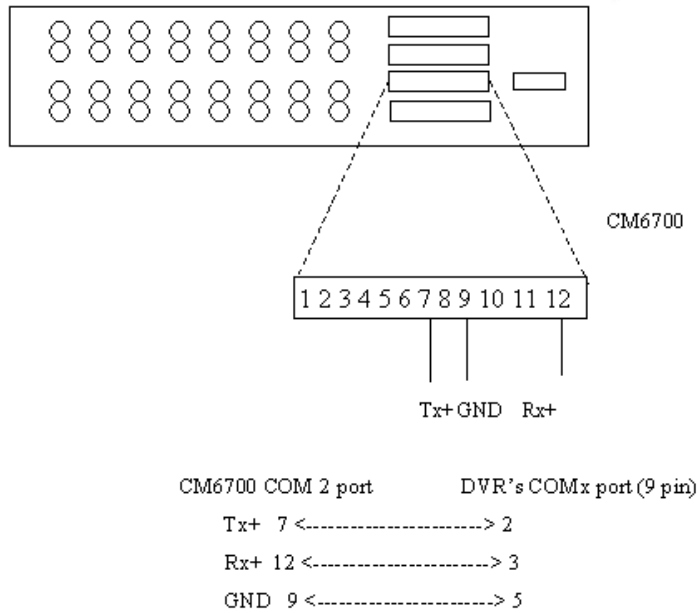 CM6700
1 2 3 4 5 6 7 8 9 10 11 12
Tx+ GND Rx+
CM6700 COM 2 port DVR's COMx port (9 pin)
Tx+ 7 <-----------------------> 2
Rx+ 12 <----------------------> 3
GND 9 <---------------------> 5